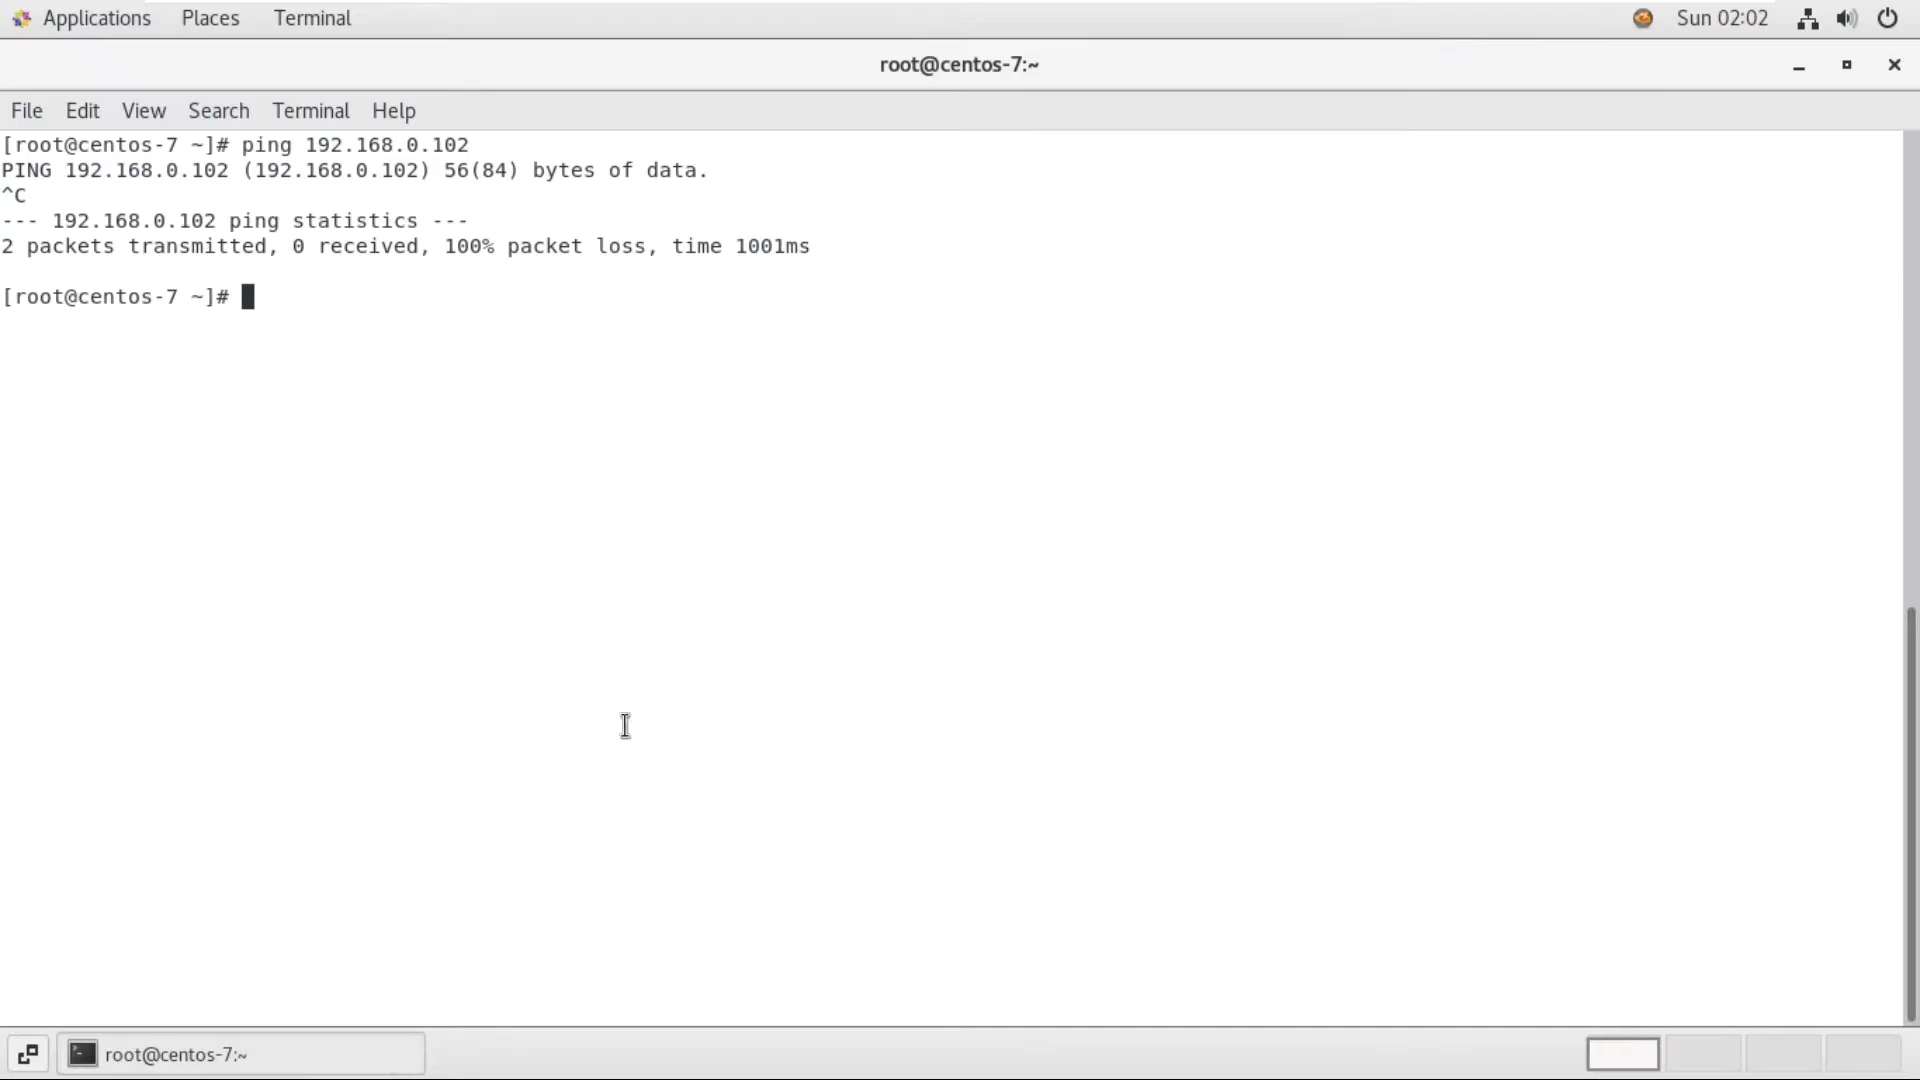 Applications Places Terminal Sun 02:02
root@centos-7:~
File Edit View Search Terminal Help
[root@centos-7 ~]# ping 192.168.0.102
PING 192.168.0.102 (192.168.0.102) 56(84) bytes of data.
^C
--- 192.168.0.102 ping statistics ---
2 packets transmitted, 0 received, 100% packet loss, time 1001ms
[root@centos-7 ~]#
root@centos-7:~